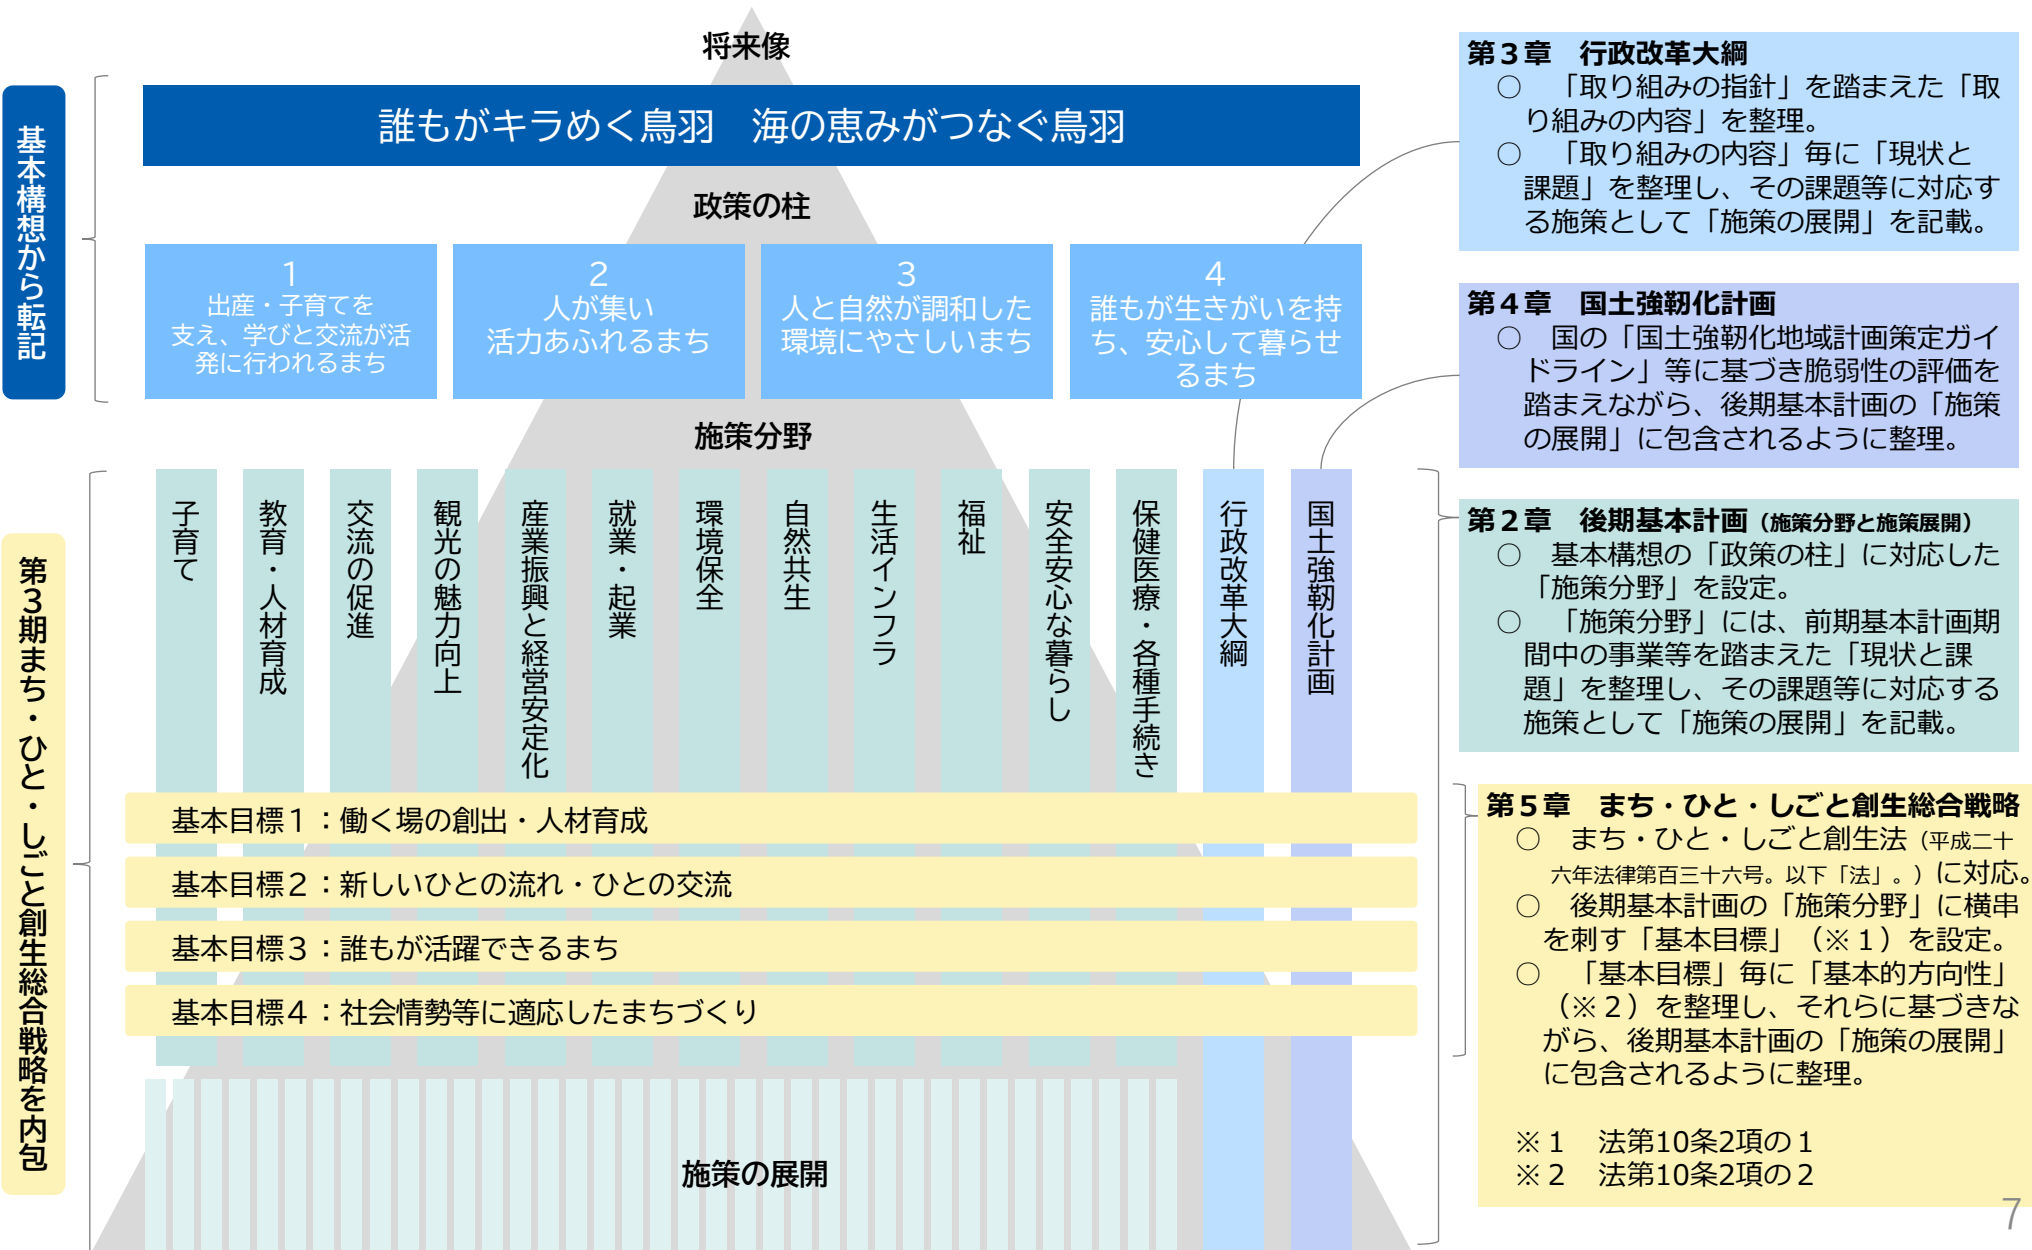 将来像
基本構想から転記
誰もがキラめく鳥羽　海の恵みがつなぐ鳥羽
政策の柱
1
出産・子育てを
支え、学びと交流が活
発に行われるまち
2
人が集い
活力あふれるまち
3
人と自然が調和した
環境にやさしいまち
4
誰もが生きがいを持
ち、安心して暮らせ
るまち
施策分野
第3期まち・ひと・しごと創生総合戦略を内包
子育て
教育・人材育成
交流の促進
観光の魅力向上
産業振興と経営安定化
就業・起業
環境保全
自然共生
生活インフラ
福祉
安全安心な暮らし
保健医療・各種手続き
行政改革大綱
国土強靭化計画
基本目標１：働く場の創出・人材育成
基本目標２：新しいひとの流れ・ひとの交流
基本目標３：誰もが活躍できるまち
基本目標４：社会情勢等に適応したまちづくり
施策の展開
第３章　行政改革大綱
○　「取り組みの指針」を踏まえた「取
り組みの内容」を整理。
○　「取り組みの内容」毎に「現状と
課題」を整理し、その課題等に対応す
る施策として「施策の展開」を記載。
第４章　国土強靭化計画
○　国の「国土強靭化地域計画策定ガイ
ドライン」等に基づき脆弱性の評価を
踏まえながら、後期基本計画の「施策
の展開」に包含されるように整理。
第２章　後期基本計画（施策分野と施策展開）
○　基本構想の「政策の柱」に対応した
「施策分野」を設定。
○　「施策分野」には、前期基本計画期
間中の事業等を踏まえた「現状と課
題」を整理し、その課題等に対応する
施策として「施策の展開」を記載。
第５章　まち・ひと・しごと創生総合戦略
○　まち・ひと・しごと創生法（平成二十
六年法律第百三十六号。以下「法」。）に対応。
○　後期基本計画の「施策分野」に横串
を刺す「基本目標」（※１）を設定。
○　「基本目標」毎に「基本的方向性」
（※２）を整理し、それらに基づきな
がら、後期基本計画の「施策の展開」
に包含されるように整理。
※１　法第10条2項の１
※２　法第10条2項の２
7